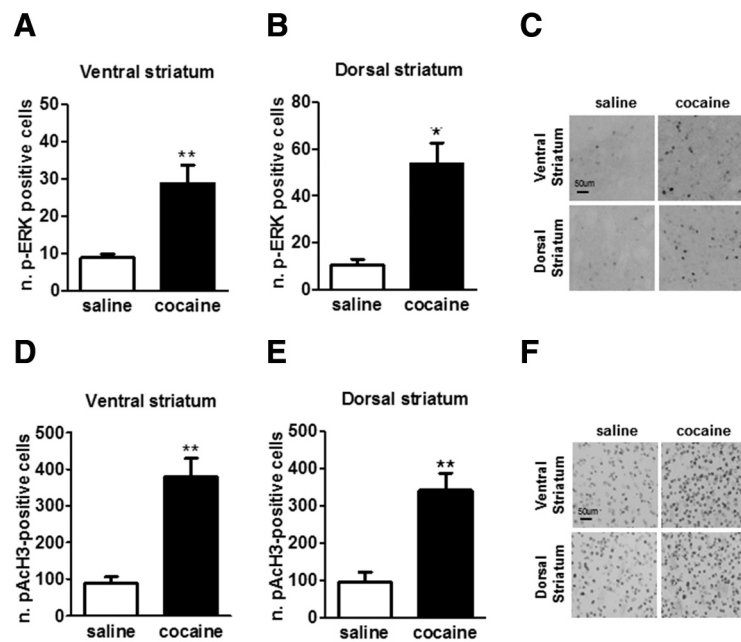 A
B
C
Ventral striatum
n. p-ERK positive cells
50
40
30
20
10
0
**
saline
cocaine
Dorsal striatum
n. p-ERK positive cells
80
60
40
20
0
*
saline
cocaine
saline
cocaine
Ventral
Striatum
50um
Dorsal
Striatum
D
E
F
Ventral striatum
n. pAcH3-positive cells
500
400
300
200
100
0
**
saline
cocaine
Dorsal striatum
n. pAcH3-positive cells
500
400
300
200
100
0
**
saline
cocaine
saline
cocaine
Ventral
Striatum
50um
Dorsal
Striatum